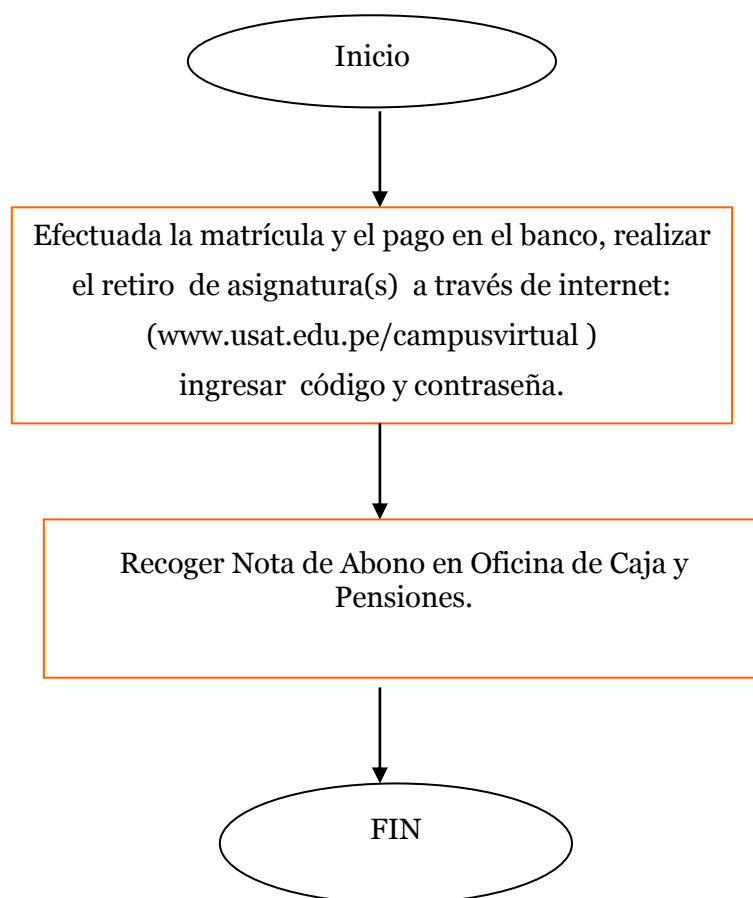 Inicio
Efectuada la matrícula y el pago en el banco, realizar
el retiro de asignatura(s) a través de internet:
(www.usat.edu.pe/campusvirtual )
ingresar código y contraseña.
Recoger Nota de Abono en Oficina de Caja y
Pensiones.
FIN